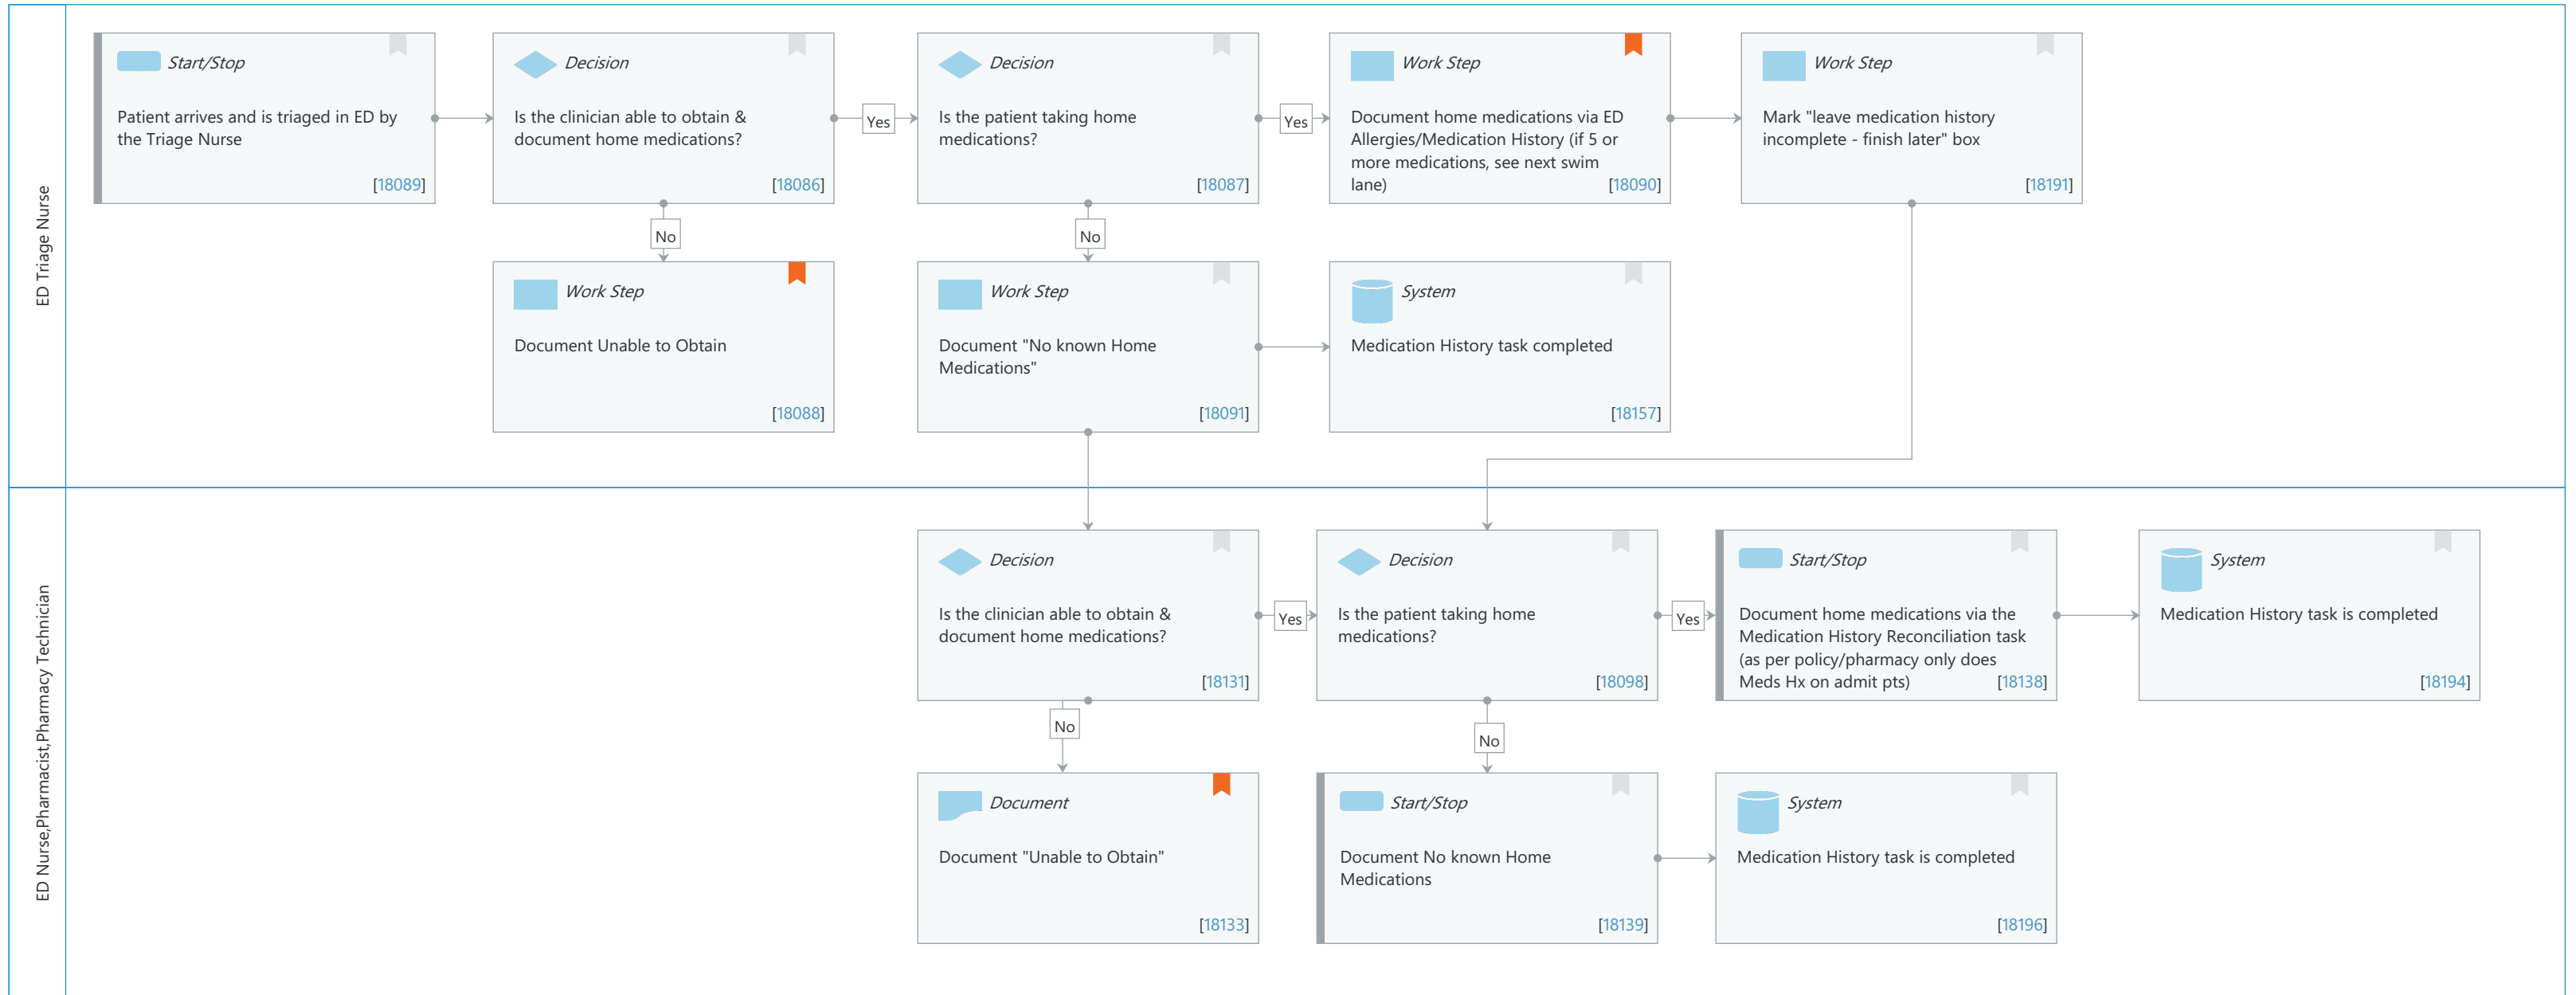 ED Triage Nurse
Start/Stop
Patient arrives and is triaged in ED by
the Triage Nurse
[18089]
Decision
Is the clinician able to obtain &
document home medications?
[18086]
Yes
Decision
Is the patient taking home
medications?
[18087]
Yes
Work Step
Document home medications via ED
Allergies/Medication History (if 5 or
more medications, see next swim
lane)
[18090]
Work Step
Mark "leave medication history
incomplete - finish later" box
[18191]
No
No
Work Step
Document Unable to Obtain
[18088]
Work Step
Document "No known Home
Medications"
[18091]
System
Medication History task completed
[18157]
ED Nurse,Pharmacist,Pharmacy Technician
Decision
Is the clinician able to obtain &
document home medications?
[18131]
Yes
Decision
Is the patient taking home
medications?
[18098]
Yes
Start/Stop
Document home medications via the
Medication History Reconciliation task
(as per policy/pharmacy only does
Meds Hx on admit pts)
[18138]
System
Medication History task is completed
[18194]
No
No
Document
Document "Unable to Obtain"
[18133]
Start/Stop
Document No known Home
Medications
[18139]
System
Medication History task is completed
[18196]